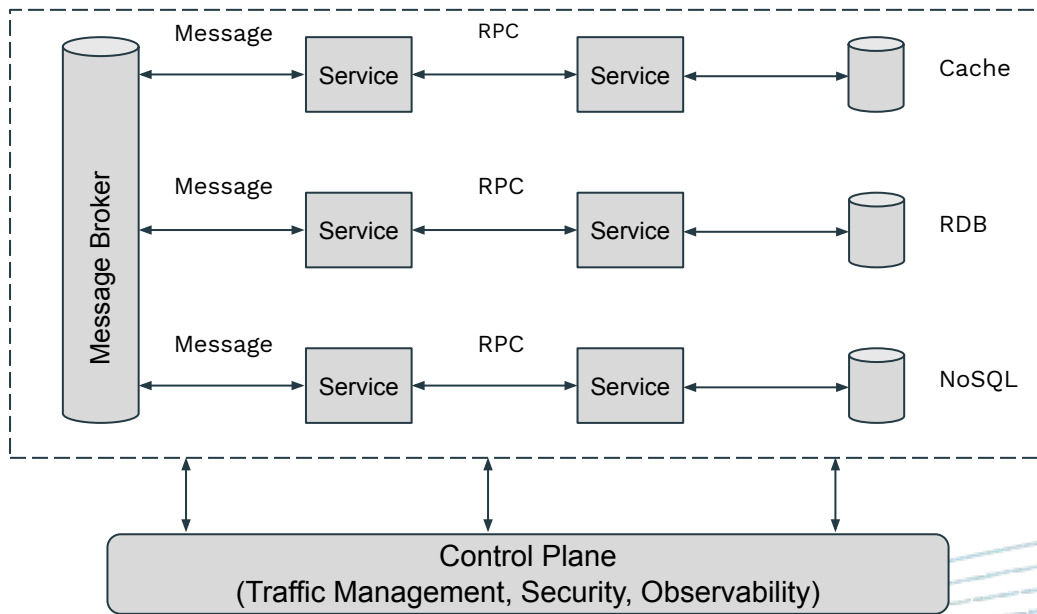 Message
RPC
Service
Service
Cache
Message Broker
Message
RPC
Service
Service
RDB
Message
RPC
Service
Service
NoSQL
Control Plane
(Traffic Management, Security, Observability)